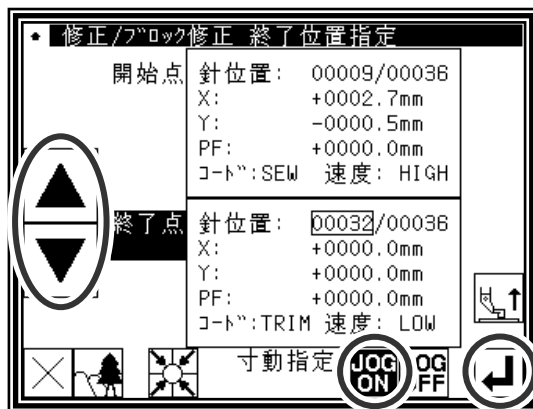 修正/ﾌﾞﾛｯｸ修正 終了位置指定
開始点
針位置: 00009/00036
X: +0002.7mm
Y: -0000.5mm
PF: +0000.0mm
ｺｰﾄﾞ:SEW 速度: HIGH
終了点
針位置: 00032/00036
X: +0000.0mm
Y: +0000.0mm
PF: +0000.0mm
ｺｰﾄﾞ:TRIM 速度: LOW
寸動指定
JOG ON
JOG OFF